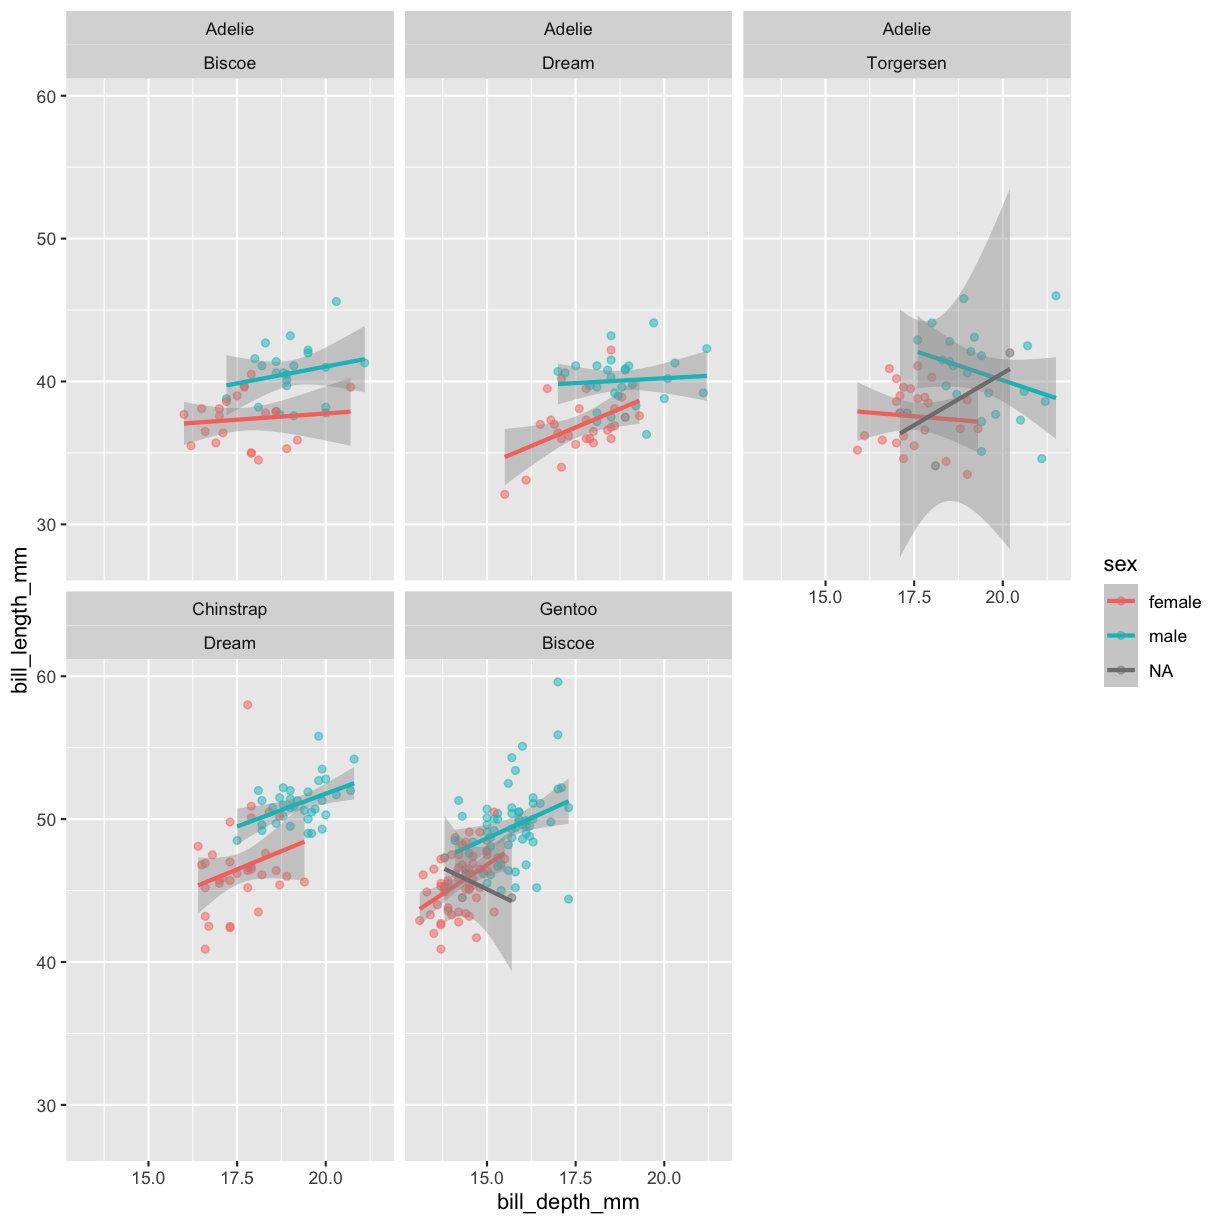 Adelie
Adelie
Adelie
Biscoe
Dream
Torgersen
60
50
40
30
15.0 17.5 20.0
Chinstrap
Gentoo
Dream
Biscoe
60
50
40
30
15.0 17.5 20.0
15.0 17.5 20.0
bill_depth_mm
bill_length_mm
sex
female
male
NA